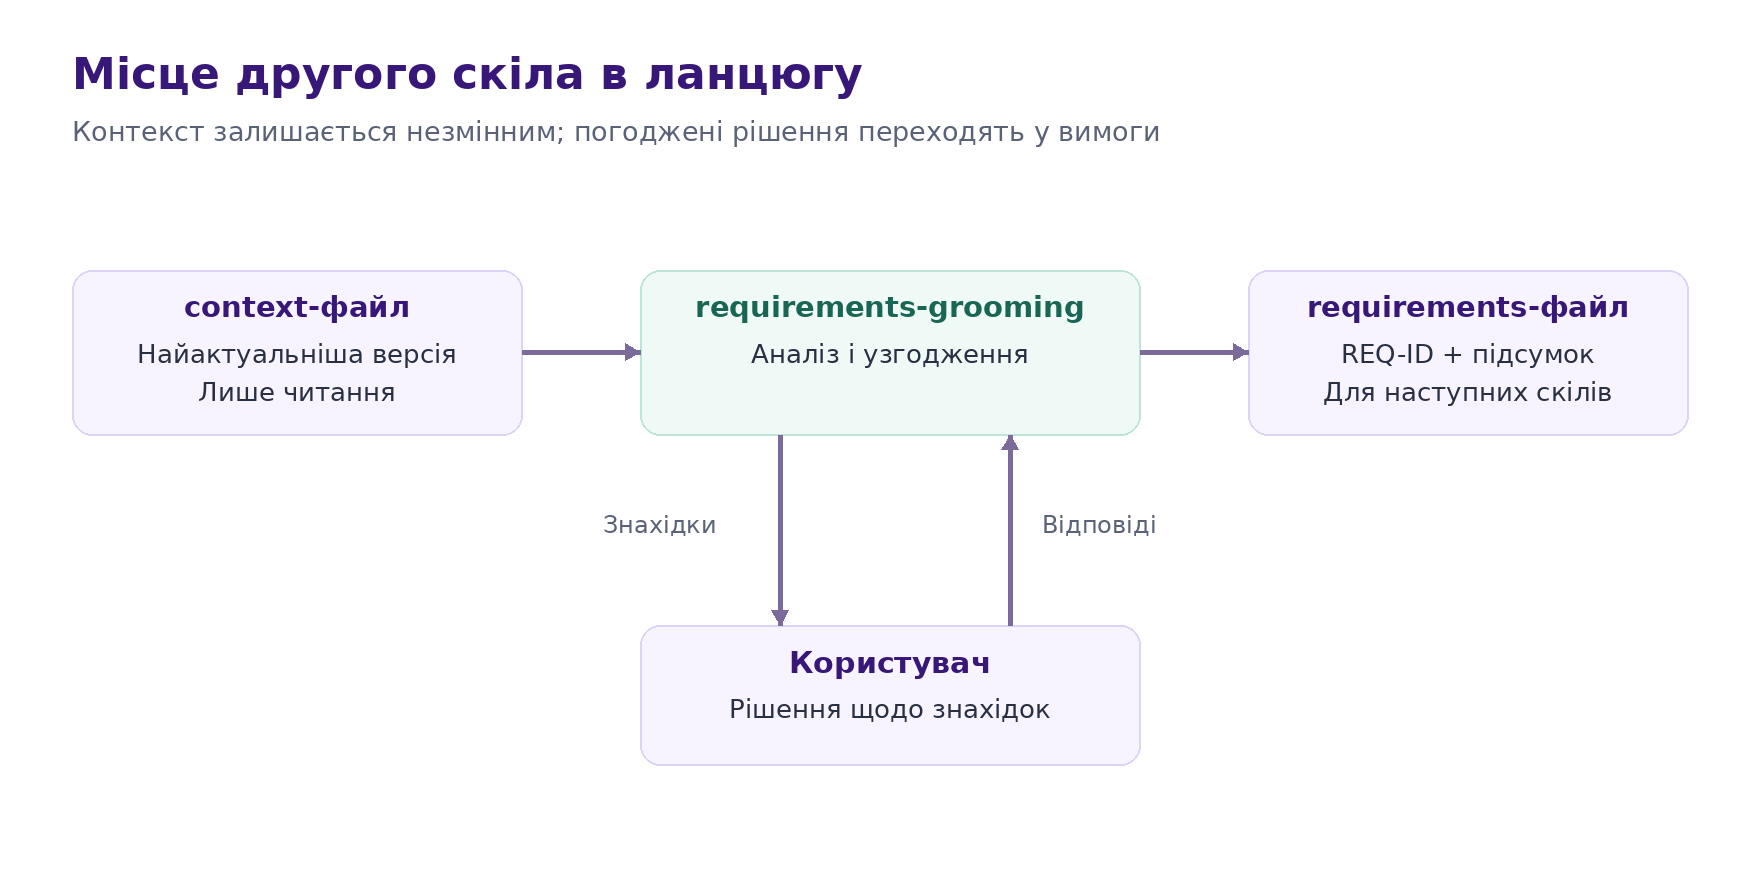 Місце другого скіла в ланцюгу
Контекст залишається незмінним; погоджені рішення переходять у вимоги
context-файл
Найактуальніша версія
Лише читання
requirements-grooming
Аналіз і узгодження
requirements-файл
REQ-ID + підсумок
Для наступних скілів
Знахідки
Відповіді
Користувач
Рішення щодо знахідок